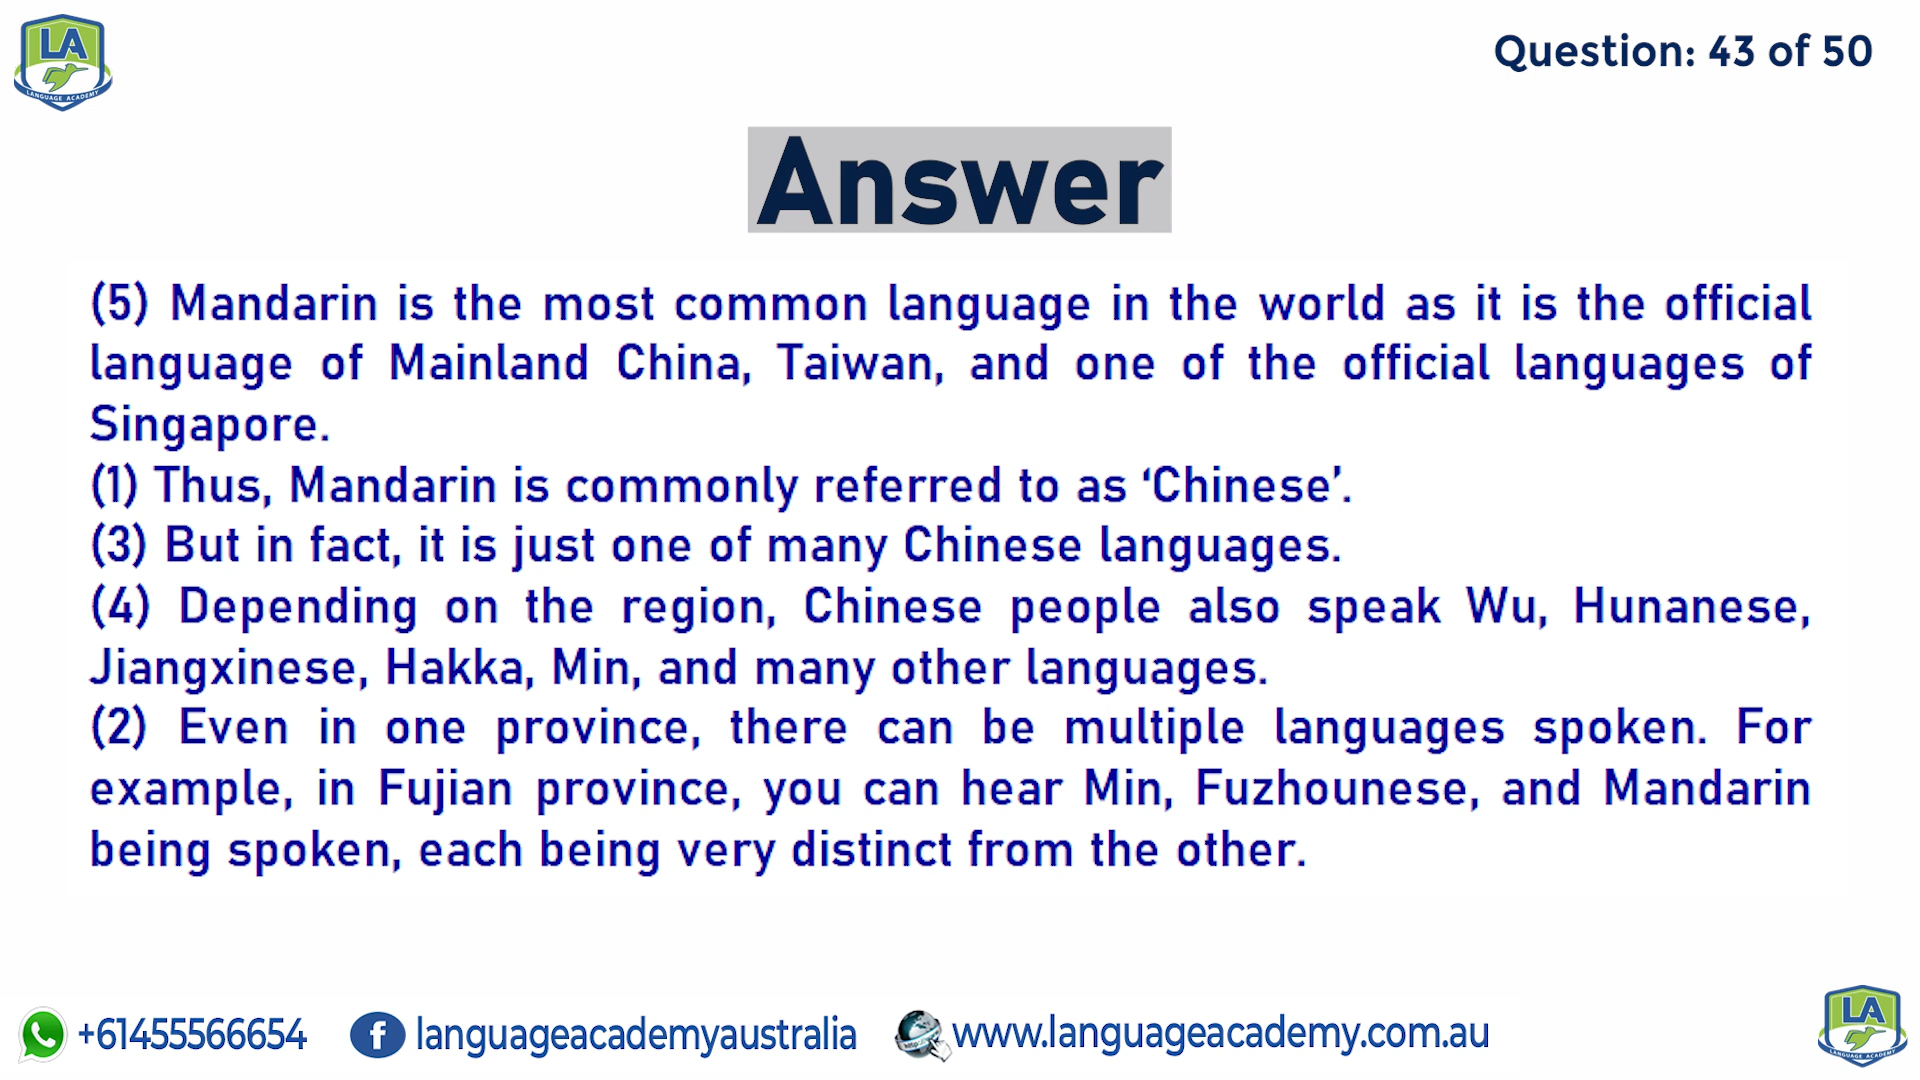 LA
LANGUAGE ACADEMY
Question: 43 of 50
Answer
(5) Mandarin is the most common language in the world as it is the official
language of Mainland China, Taiwan, and one of the official languages of
Singapore.
(1) Thus, Mandarin is commonly referred to as ‘Chinese’.
(3) But in fact, it is just one of many Chinese languages.
(4) Depending on the region, Chinese people also speak Wu, Hunanese,
Jiangxinese, Hakka, Min, and many other languages.
(2) Even in one province, there can be multiple languages spoken. For
example, in Fujian province, you can hear Min, Fuzhounese, and Mandarin
being spoken, each being very distinct from the other.
+61455566654
f languageacademyaustralia
http:// www.languageacademy.com.au
LA
LANGUAGE ACADEMY